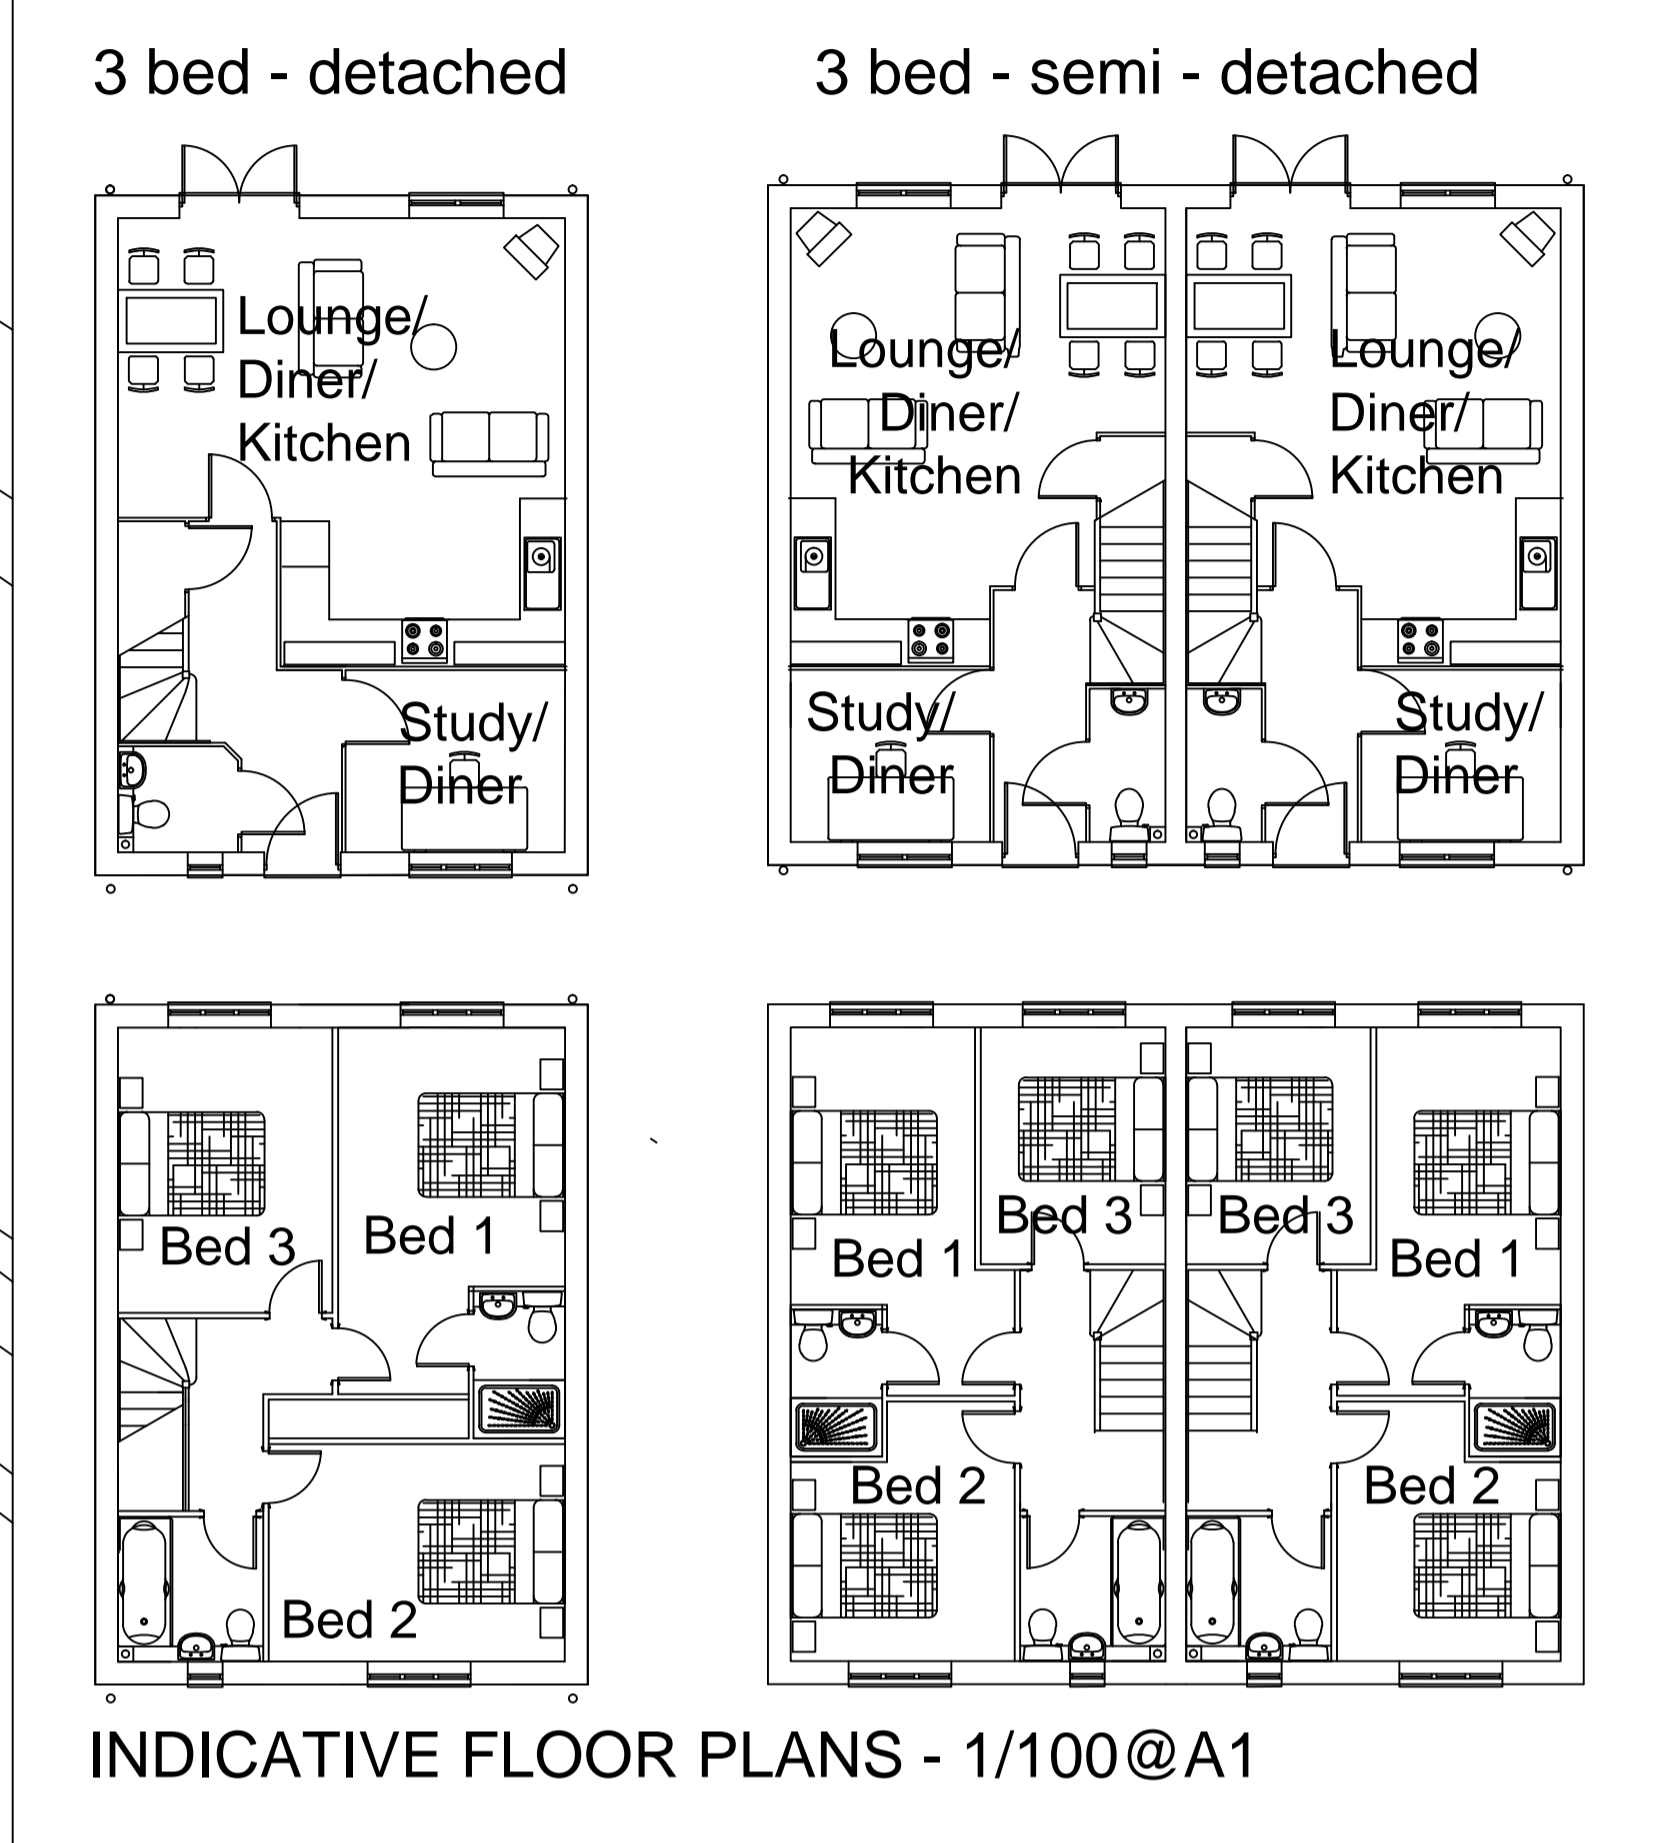 3 bed - detached
3 bed - semi - detached
Lounge/
Diner/
Kitchen
Study/
Diner
Lounge/
Diner/
Kitchen
Study/
Diner
Lounge/
Diner/
Kitchen
Study/
Diner
Bed 3
Bed 1
Bed 2
Bed 1
Bed 3
Bed 2
Bed 3
Bed 1
Bed 2
INDICATIVE FLOOR PLANS - 1/100@A1